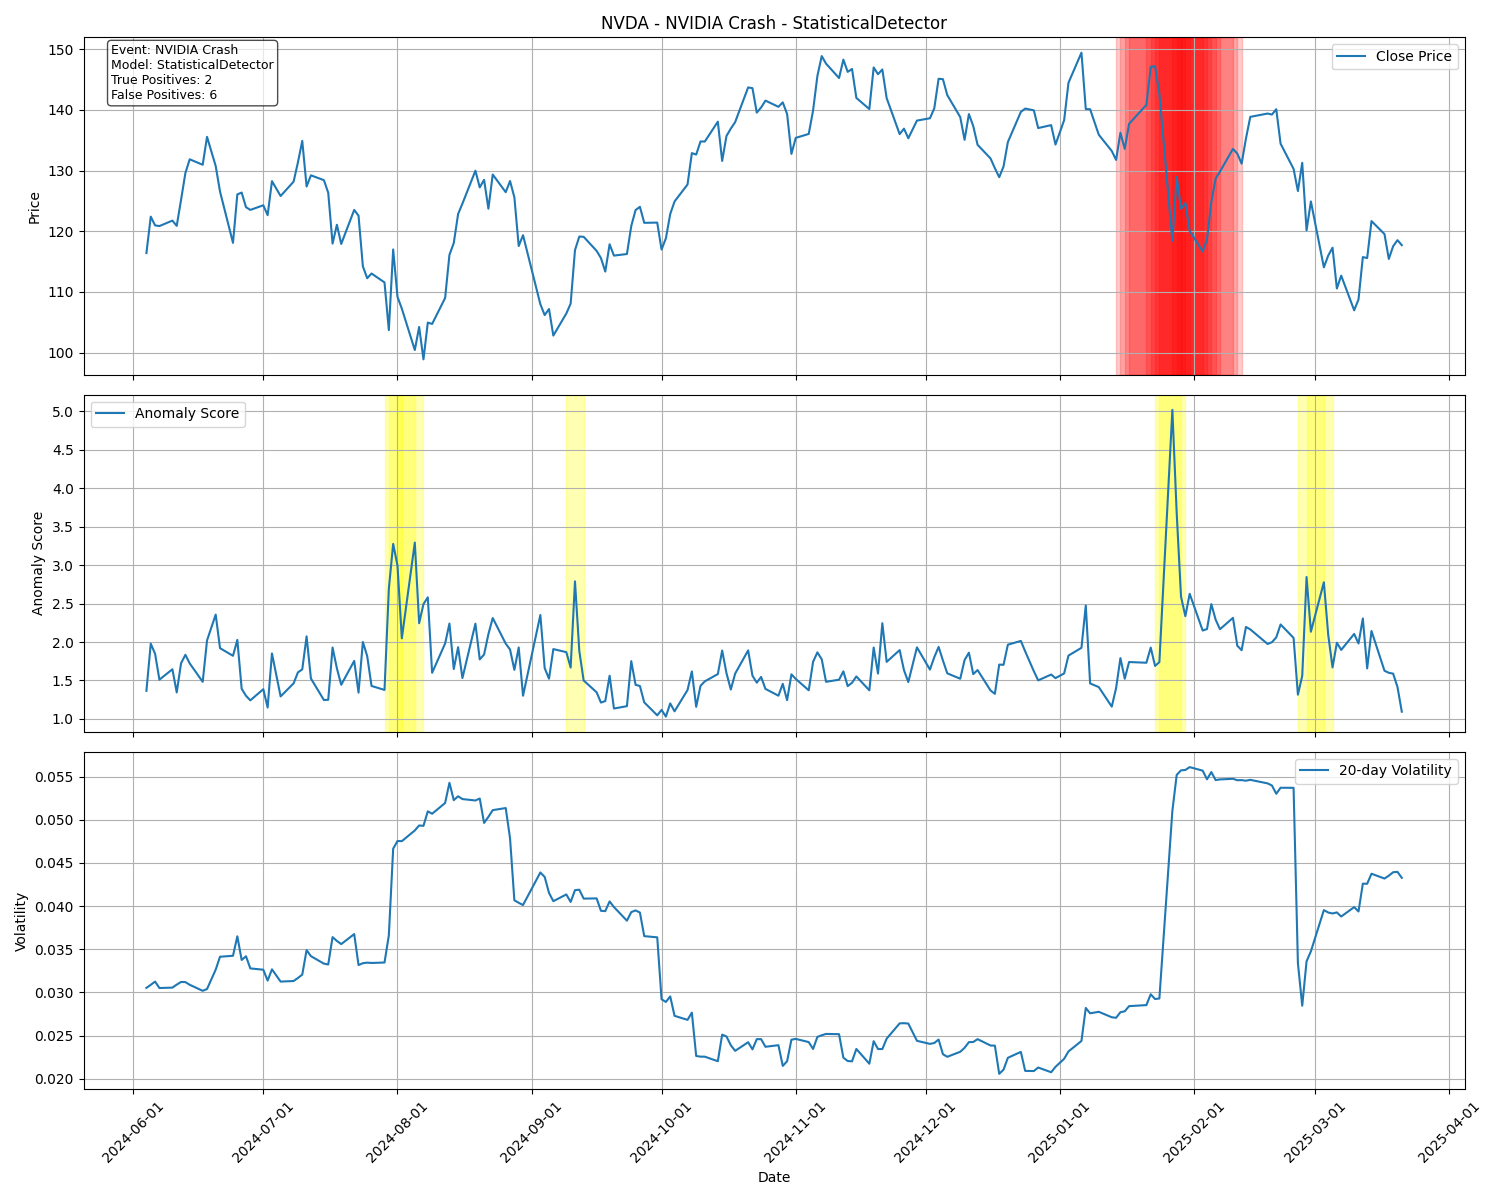 NVDA - NVIDIA Crash - StatisticalDetector
Event: NVIDIA Crash
Model: StatisticalDetector
True Positives: 2
False Positives: 6
Close Price
150
140
130
120
110
100
Price
Anomaly Score
5.0
4.5
4.0
3.5
3.0
2.5
2.0
1.5
1.0
Anomaly Score
20-day Volatility
0.055
0.050
0.045
0.040
0.035
0.030
0.025
0.020
Volatility
2024-06-01
2024-07-01
2024-08-01
2024-09-01
2024-10-01
2024-11-01
2024-12-01
2025-01-01
2025-02-01
2025-03-01
2025-04-01
Date